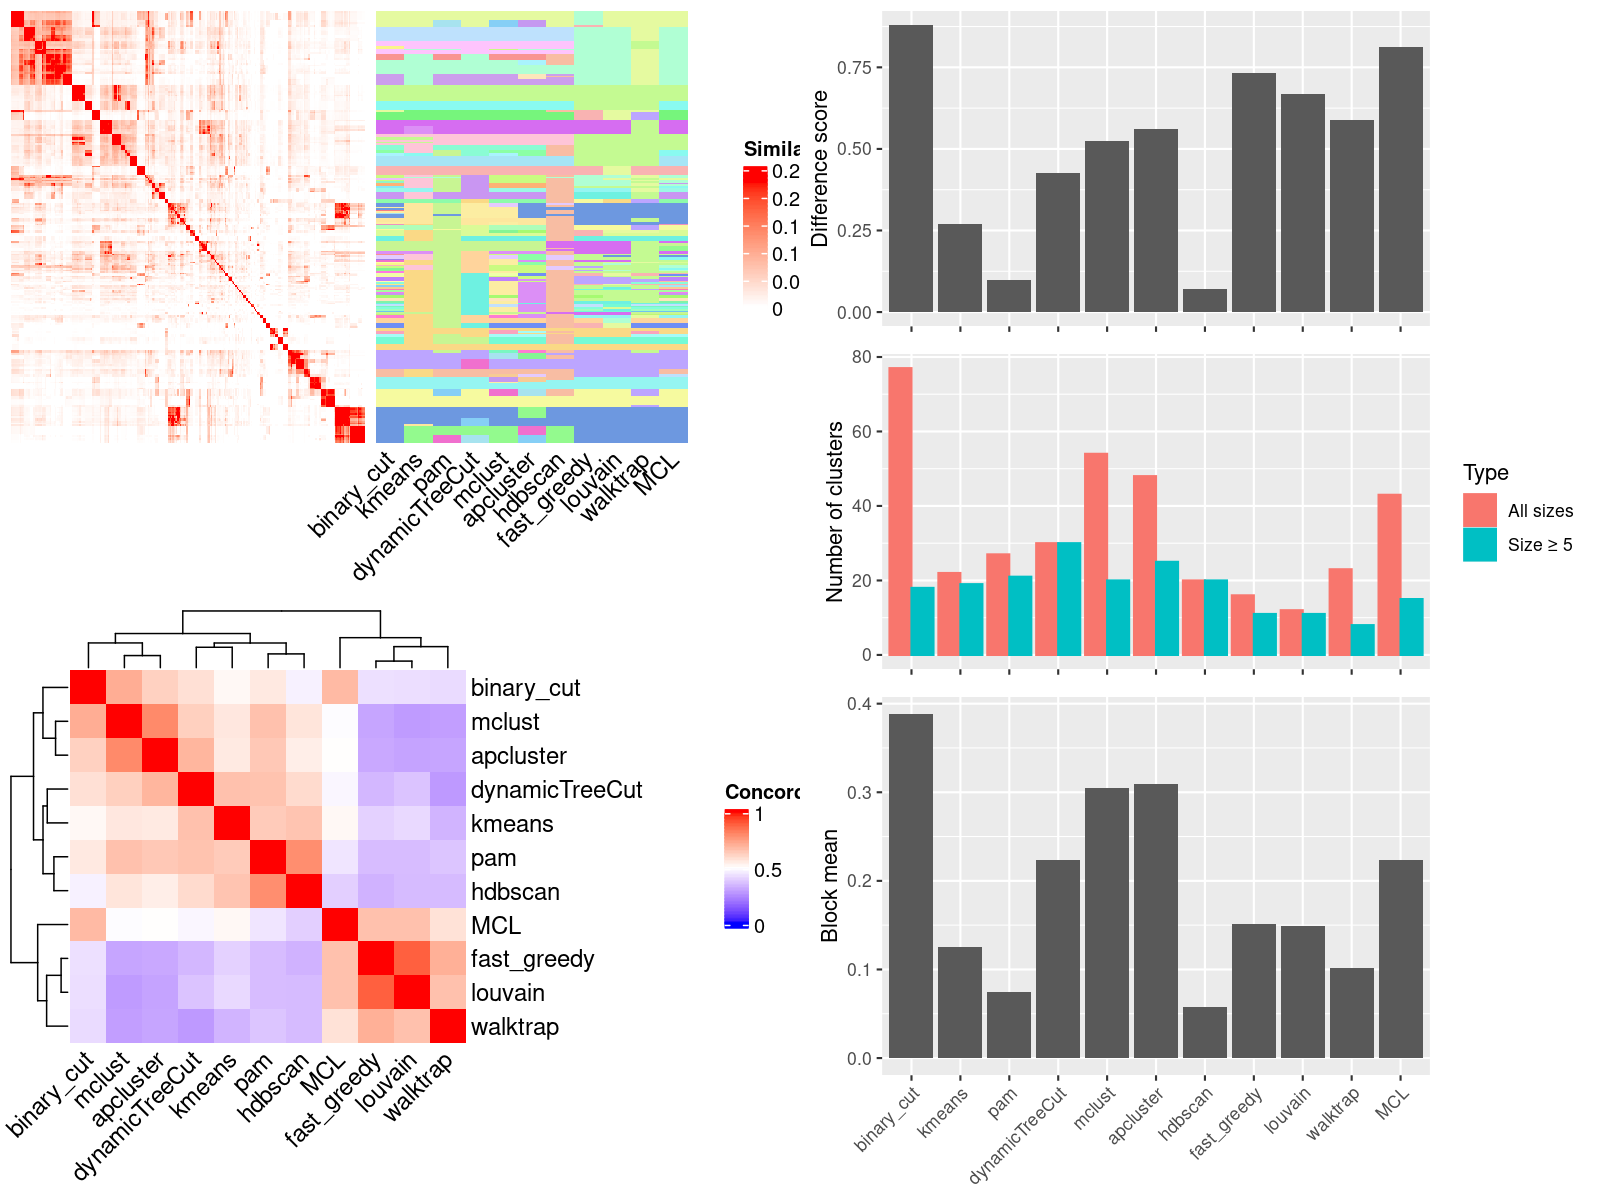 Simila
0.2
0.2
0.1
0.1
0.0
0
binary_cut
kmeans
pam
dynamicTreeCut
mclust
apcluster
hdbscan
fast_greedy
louvain
walktrap
MCL
binary_cut
mclust
apcluster
dynamicTreeCut
kmeans
pam
hdbscan
MCL
fast_greedy
louvain
walktrap
binary_cut
mclust
apcluster
dynamicTreeCut
kmeans
pam
hdbscan
MCL
fast_greedy
louvain
walktrap
Concord
1
0.5
0
Difference score
0.75
0.50
0.25
0.00
Number of clusters
80
60
40
20
0
Type
All sizes
Size ≥ 5
Block mean
0.4
0.3
0.2
0.1
0.0
binary_cut
kmeans
pam
dynamicTreeCut
mclust
apcluster
hdbscan
fast_greedy
louvain
walktrap
MCL